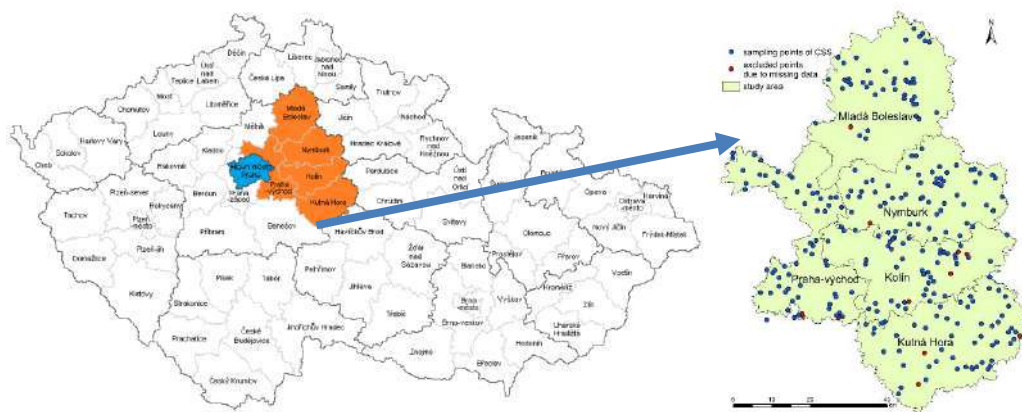 Děčín
Liberec
Jablonec
nad
Nisou
Ústí
nad
Labem
Česká Lípa
Semily
Teplice
Trutnov
Most
Litoměřice
Chomutov
Mladá
Boleslav
Jičín
Náchod
Louny
Mělník
Karlovy Vary
Sokolov
Nymburk
Hradec Králové
Rychnov
nad
Kněžnou
Jeseník
Cheb
Kladno
Rakovník
Kolín
Pardubice
Ústí
nad
Orlicí
Praha-
východ
Praha-
západ
Beroun
Plzeň-sever
Rokycany
Kutná Hora
Chrudim
Opava
Karviná
Ostrava
-město
Tachov
Plzeň
-město
Benešov
Havlíčkův Brod
Svitavy
Nový Jičín
Frýdek-Místek
Příbram
Olomouc
Plzeň-jih
Žďár
nad
Sázavou
Prostějov
Přerov
Domažlice
Písek
Tábor
Pelhřimov
Blansko
Vsetín
Klatovy
Jihlava
Kroměříž
Strakonice
Brno
-město
Vyškov
Zlín
Třebíč
Prachatice
České
Budějovice
Jindřichův Hradec
Brno-venkov
Uherské
Hradiště
Hodonín
Znojmo
Břeclav
Český Krumlov
N
sampling points of CSS
excluded points
due to missing data
study area
Mladá Boleslav
Nymburk
Praha-východ
Kolín
Kutná Hora
0 10 20 40